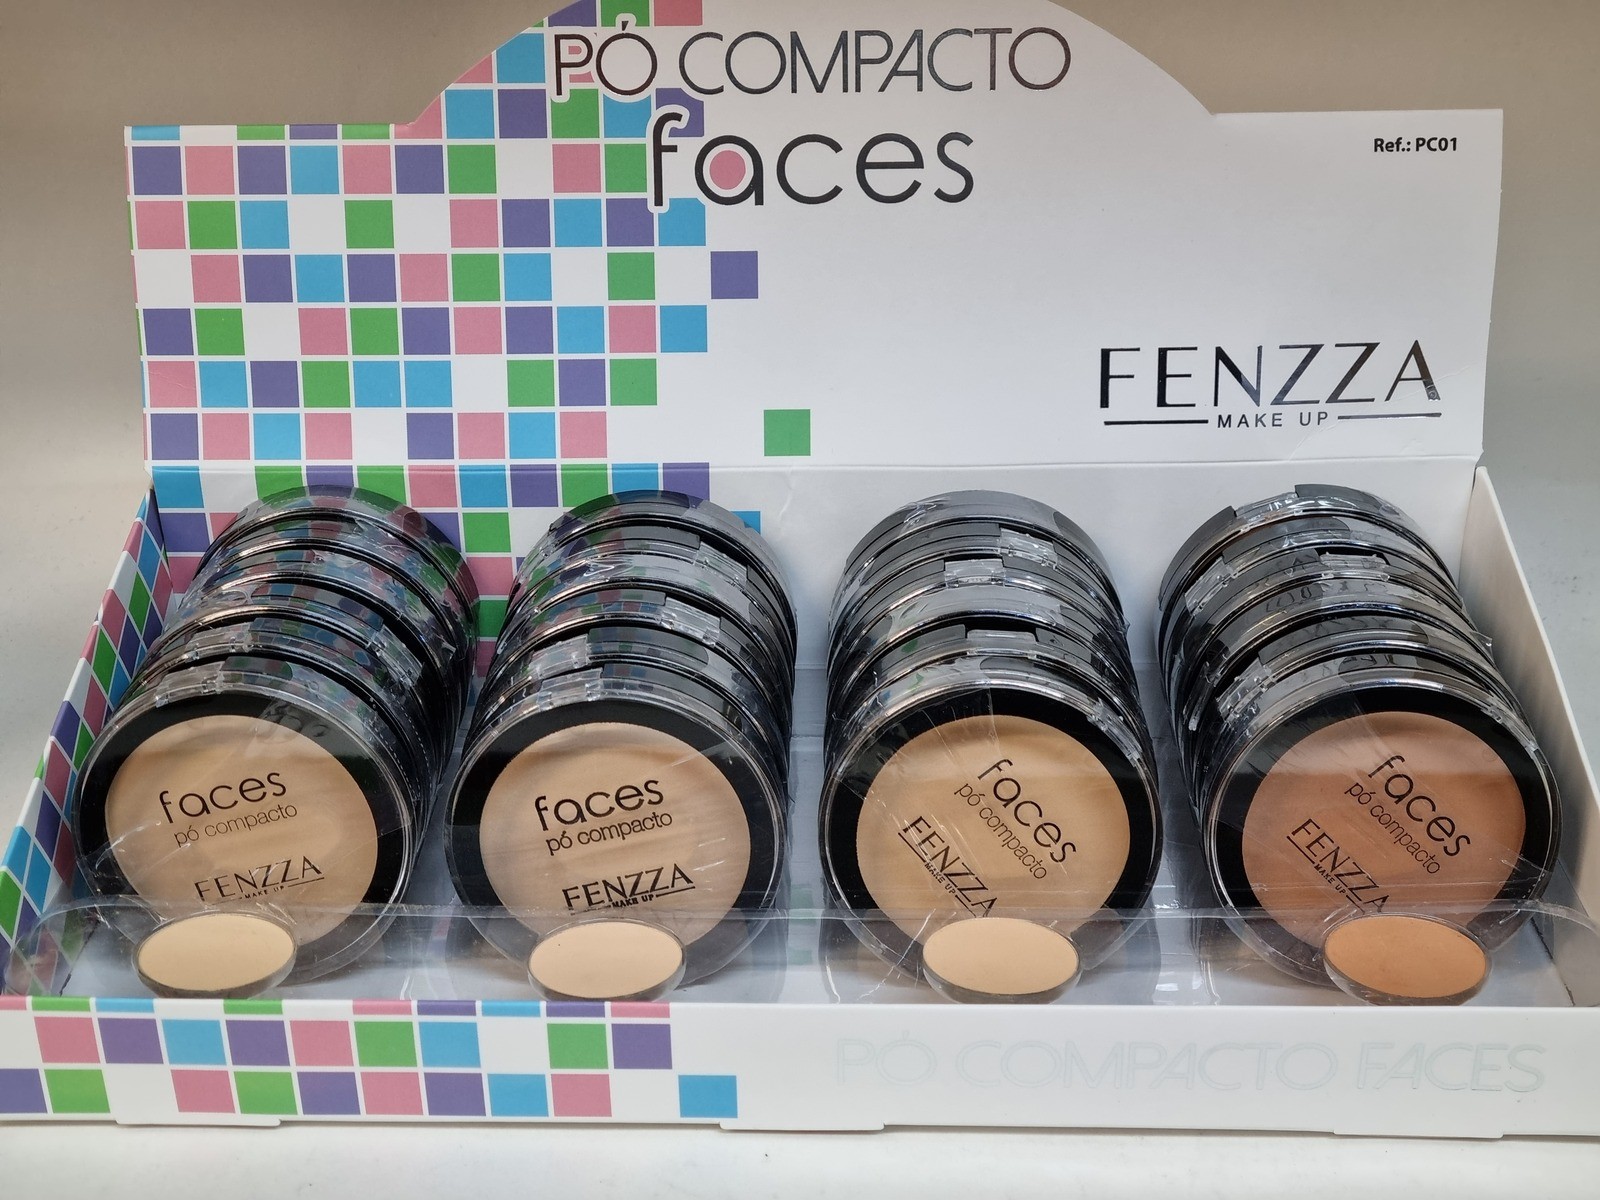 PÓ COMPACTO
faces
Ref.: PC01
FENZZA
MAKE UP
faces
pó compacto
FENZZA
MAKE UP
faces
pó compacto
FENZZA
MAKE UP
faces
pó compacto
FENZZA
MAKE UP
faces
pó compacto
FENZZA
MAKE UP
PÓ COMPACTO FACES